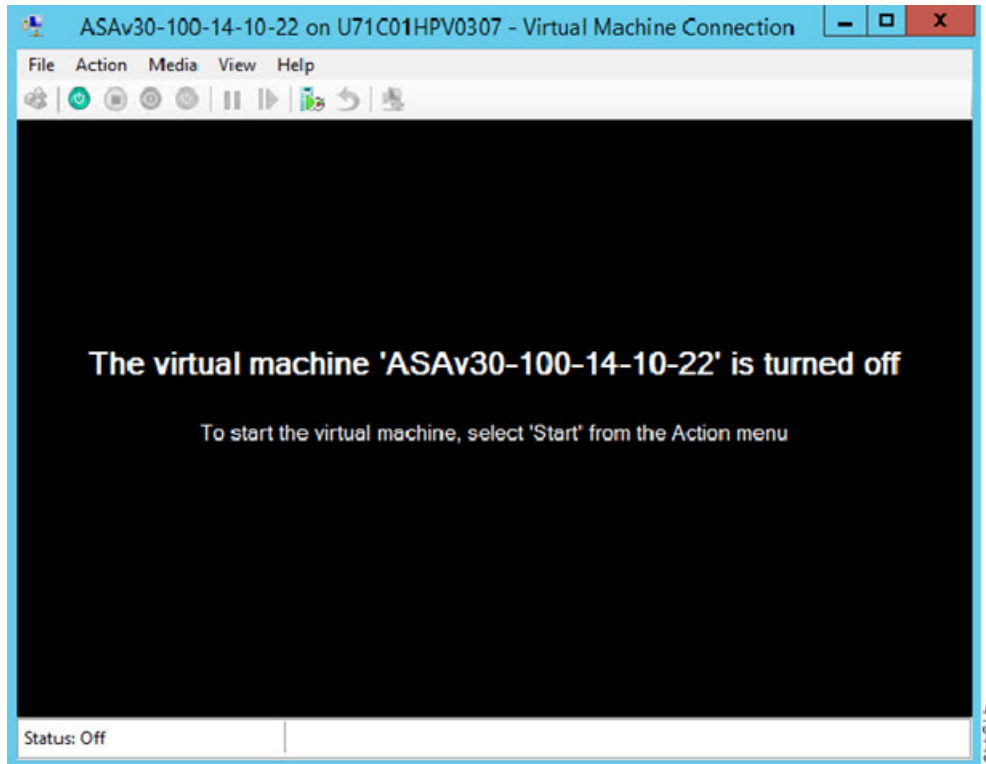 ASAv30-100-14-10-22 on U71C01HPV0307 - Virtual Machine Connection
File Action Media View Help
The virtual machine 'ASAv30-100-14-10-22' is turned off
To start the virtual machine, select 'Start' from the Action menu
Status: Off